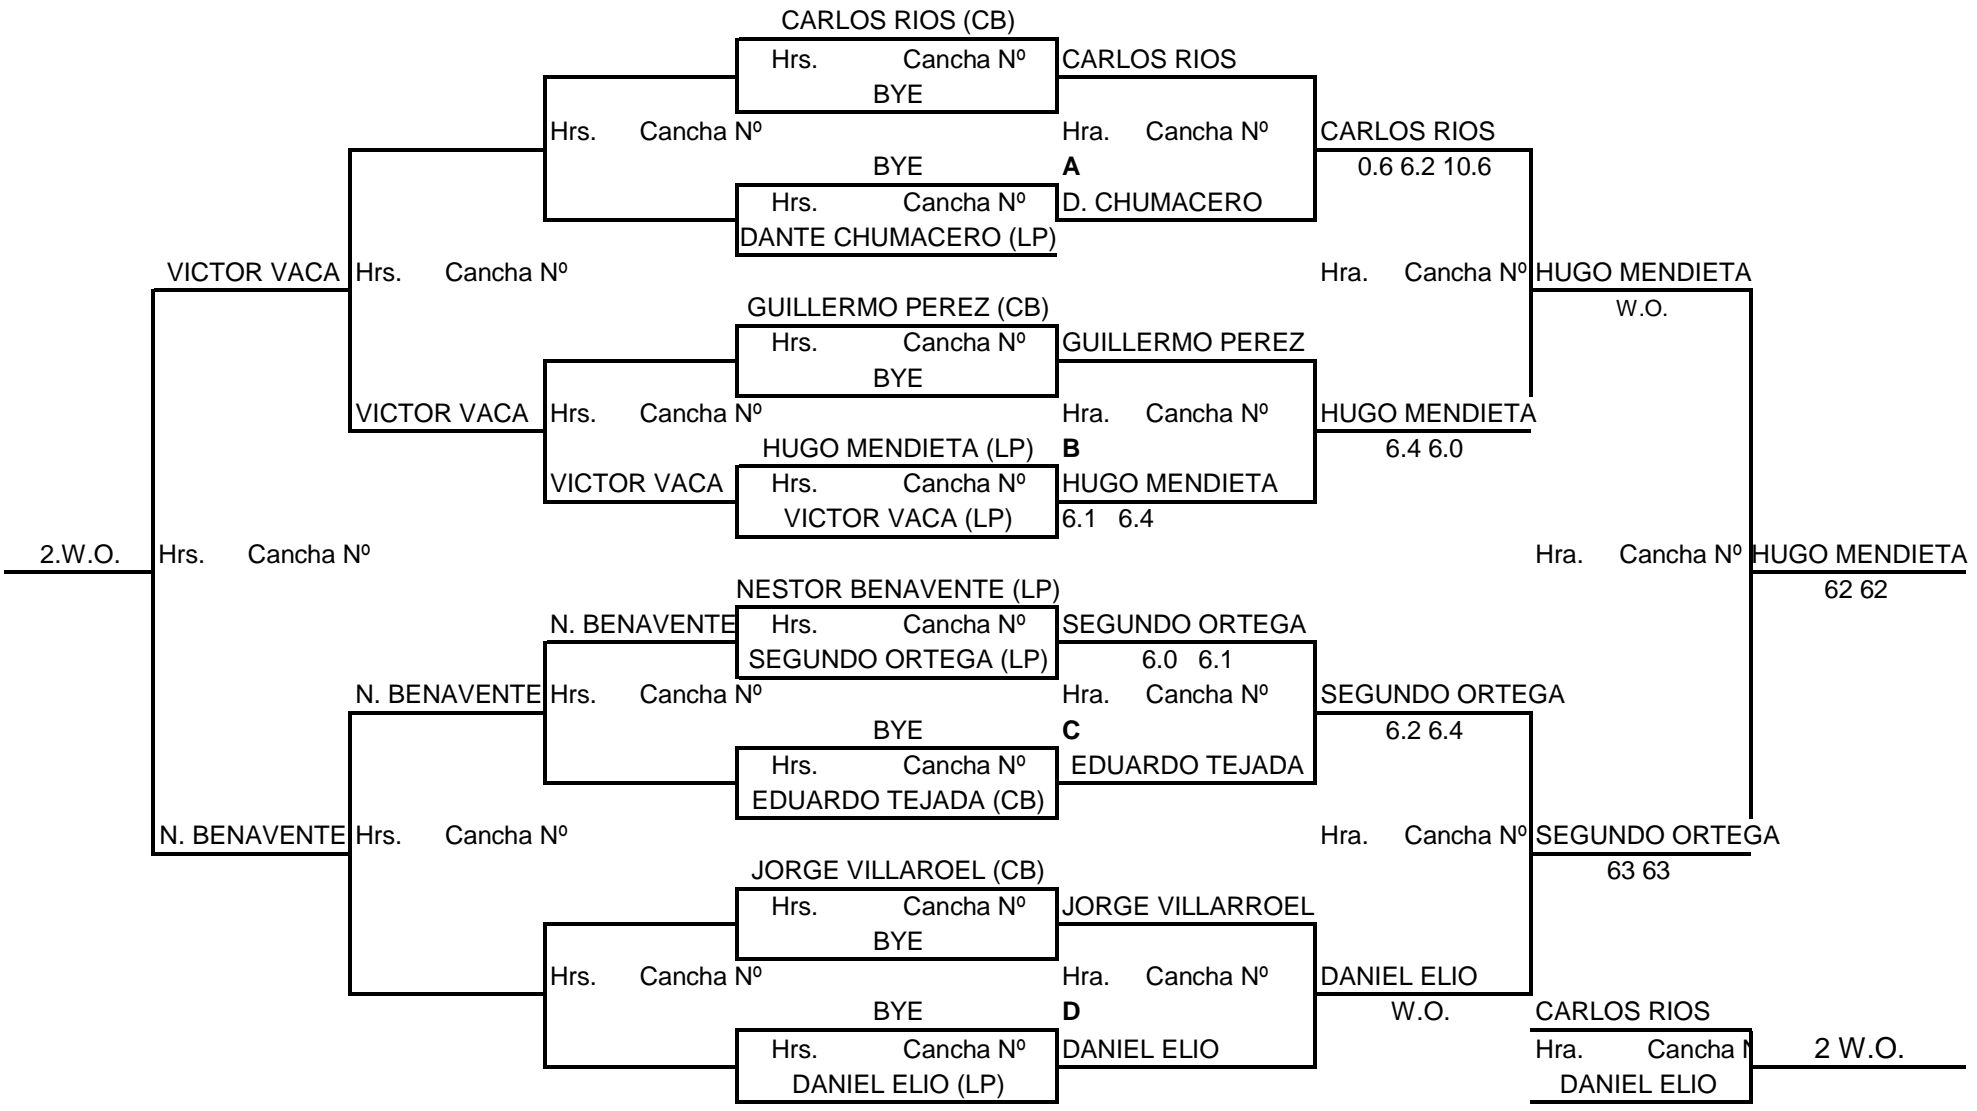 CARLOS RIOS (CB)
Hrs. Cancha Nº CARLOS RIOS
BYE
Hrs. Cancha Nº Hra. Cancha Nº CARLOS RIOS
BYE A 0.6 6.2 10.6
Hrs. Cancha Nº D. CHUMACERO
DANTE CHUMACERO (LP)
VICTOR VACA Hrs. Cancha Nº Hra. Cancha Nº HUGO MENDIETA
GUILLERMO PEREZ (CB) W.O.
Hrs. Cancha Nº GUILLERMO PEREZ
BYE
VICTOR VACA Hrs. Cancha Nº Hra. Cancha Nº HUGO MENDIETA
HUGO MENDIETA (LP) B 6.4 6.0
VICTOR VACA Hrs. Cancha Nº HUGO MENDIETA
VICTOR VACA (LP) 6.1 6.4
2.W.O. Hrs. Cancha Nº Hra. Cancha Nº HUGO MENDIETA
NESTOR BENAVENTE (LP) 62 62
N. BENAVENTE Hrs. Cancha Nº SEGUNDO ORTEGA
SEGUNDO ORTEGA (LP) 6.0 6.1
N. BENAVENTE Hrs. Cancha Nº Hra. Cancha Nº SEGUNDO ORTEGA
BYE C 6.2 6.4
Hrs. Cancha Nº EDUARDO TEJADA
EDUARDO TEJADA (CB)
N. BENAVENTE Hrs. Cancha Nº Hra. Cancha Nº SEGUNDO ORTEGA
JORGE VILLAROEL (CB) 63 63
Hrs. Cancha Nº JORGE VILLARROEL
BYE
Hrs. Cancha Nº Hra. Cancha Nº DANIEL ELIO
BYE D W.O. CARLOS RIOS
Hrs. Cancha Nº DANIEL ELIO Hra. Cancha 2 W.O.
DANIEL ELIO (LP) DANIEL ELIO